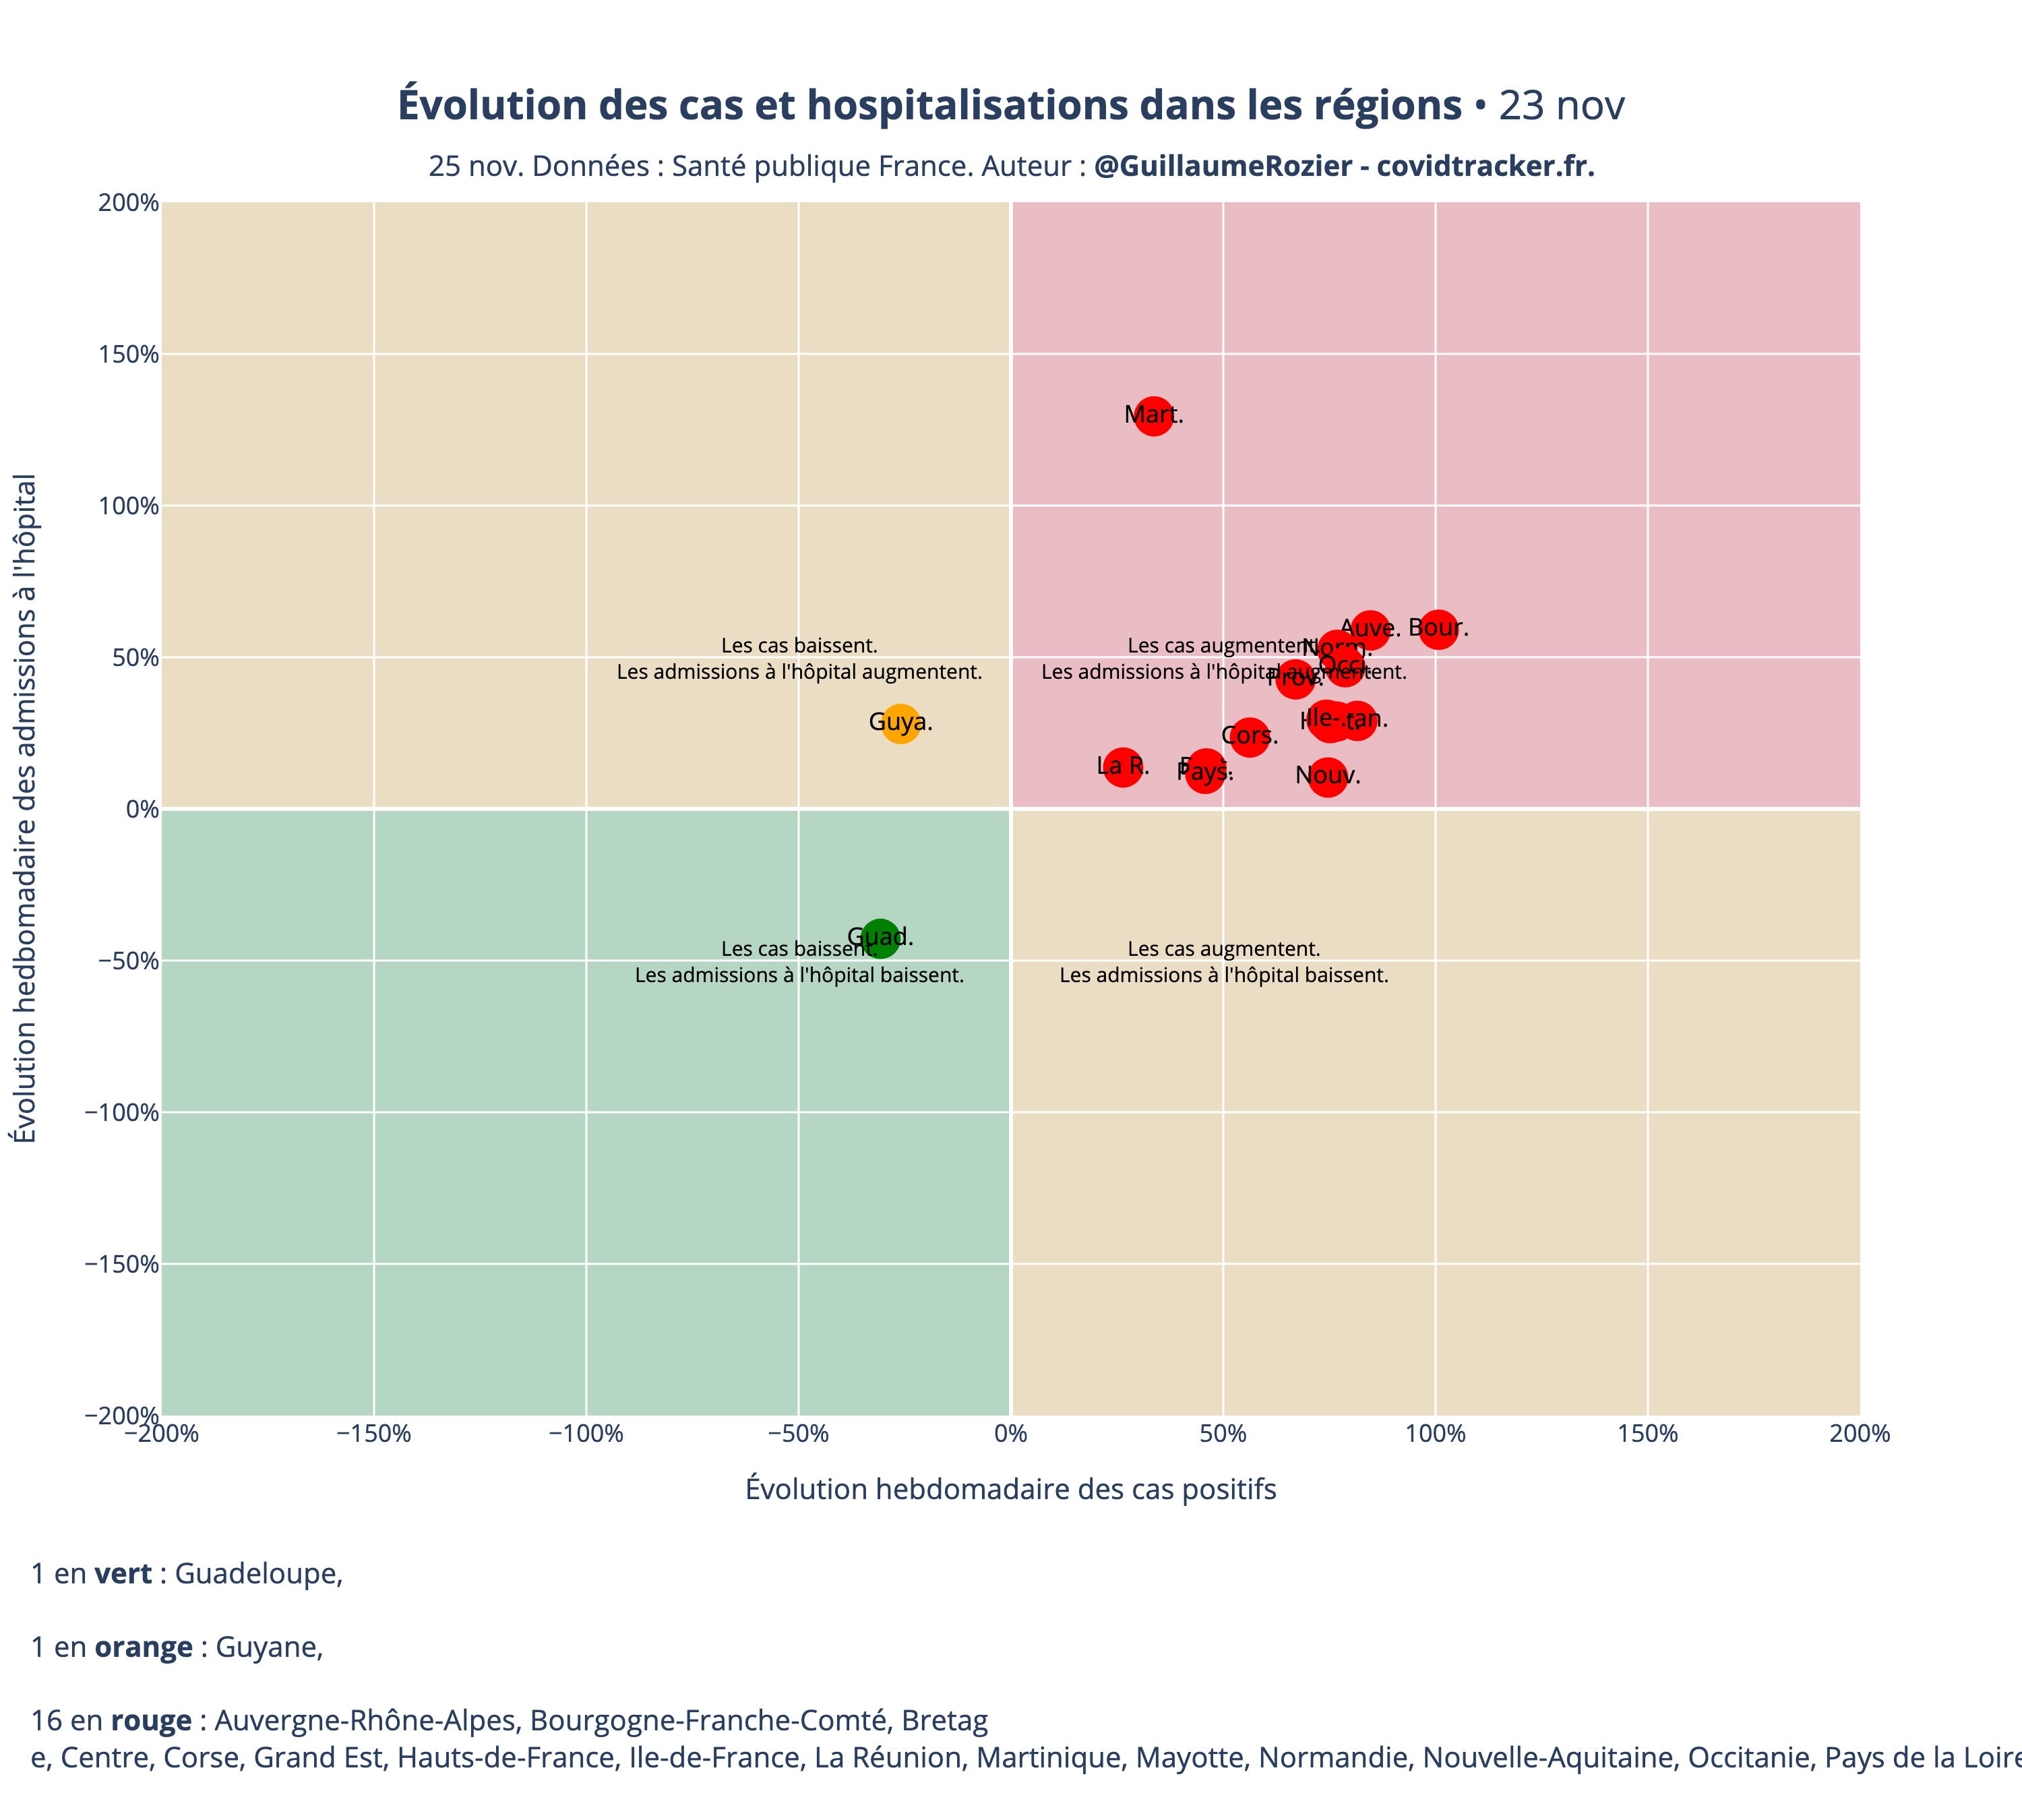 Évolution des cas et hospitalisations dans les régions • 23 nov
25 nov. Données : Santé publique France. Auteur : @GuillaumeRozier - covidtracker.fr.
Évolution hedbomadaire des admissions à l'hôpital
200%
150%
100%
50%
0%
−50%
−100%
−150%
−200%
Mart.
Auve.
Bour.
Norm.
Occi.
Prov.
Les cas baissent.
Les admissions à l'hôpital augmentent.
Les cas augmentent.
Les admissions à l'hôpital augmentent.
Guya.
Ile-.
Cors.
La R.
Pays.
Nouv.
Guad.
Les cas baissent.
Les admissions à l'hôpital baissent.
Les cas augmentent.
Les admissions à l'hôpital baissent.
−200%
−150%
−100%
−50%
0%
50%
100%
150%
200%
Évolution hebdomadaire des cas positifs
1 en vert : Guadeloupe,
1 en orange : Guyane,
16 en rouge : Auvergne-Rhône-Alpes, Bourgogne-Franche-Comté, Bretag
e, Centre, Corse, Grand Est, Hauts-de-France, Ile-de-France, La Réunion, Martinique, Mayotte, Normandie, Nouvelle-Aquitaine, Occitanie, Pays de la Loire